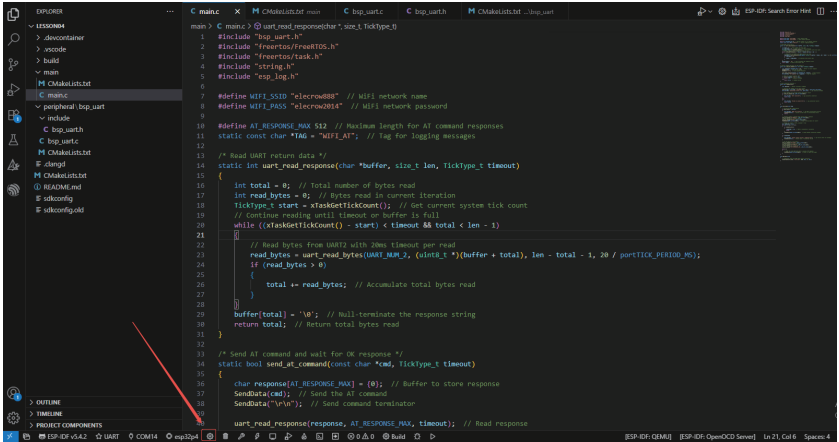 EXPLORER
LESSON04
.devcontainer
.vscode
build
main
CMakeLists.txt
main.c
peripheral \ bsp_uart
include
bsp_uart.h
bsp_uart.c
CMakeLists.txt
.clangd
CMakeLists.txt
README.md
sdkconfig
sdkconfig.old
OUTLINE
TIMELINE
PROJECT COMPONENTS
main.c
CMakeLists.txt main
bsp_uart.c
bsp_uart.h
CMakeLists.txt ...\bsp_uart
ESP-IDF: Search Error Hint
main > main.c > uart_read_response(char *, size_t, TickType_t)
1 #include "bsp_uart.h"
2 #include "freertos/FreeRTOS.h"
3 #include "freertos/task.h"
4 #include "string.h"
5 #include "esp_log.h"
6
7 #define WIFI_SSID "elecrow888" // WiFi network name
8 #define WIFI_PASS "elecrow2014" // WiFi network password
9
10 #define AT_RESPONSE_MAX 512 // Maximum length for AT command responses
11 static const char *TAG = "WIFI_AT"; // Tag for logging messages
12
13 /* Read UART return data */
14 static int uart_read_response(char *buffer, size_t len, TickType_t timeout)
15 {
16 int total = 0; // Total number of bytes read
17 int read_bytes = 0; // Bytes read in current iteration
18 TickType_t start = xTaskGetTickCount(); // Get current system tick count
19 // Continue reading until timeout or buffer is full
20 while ((xTaskGetTickCount() - start) < timeout && total < len - 1)
21 {
22 // Read bytes from UART2 with 20ms timeout per read
23 read_bytes = uart_read_bytes(UART_NUM_2, (uint8_t *)(buffer + total), len - total - 1, 20 / portTICK_PERIOD_MS);
24 if (read_bytes > 0)
25 {
26 total += read_bytes; // Accumulate total bytes read
27 }
28 }
29 buffer[total] = '\0'; // Null-terminate the response string
30 return total; // Return total bytes read
31 }
32
33 /* Send AT command and wait for OK response */
34 static bool send_at_command(const char *cmd, TickType_t timeout)
35 {
36 char response[AT_RESPONSE_MAX] = {0}; // Buffer to store response
37 SendData(cmd); // Send the AT command
38 SendData("\r\n"); // Send command terminator
39
uart_read_response(response, AT_RESPONSE_MAX, timeout); // Read response
ESP-IDF v5.4.2 UART COM14 esp32p4 0 0 Build [ESP-IDF: QEMU] [ESP-IDF: OpenOCD Server] Ln 21, Col 6 Spaces: 4